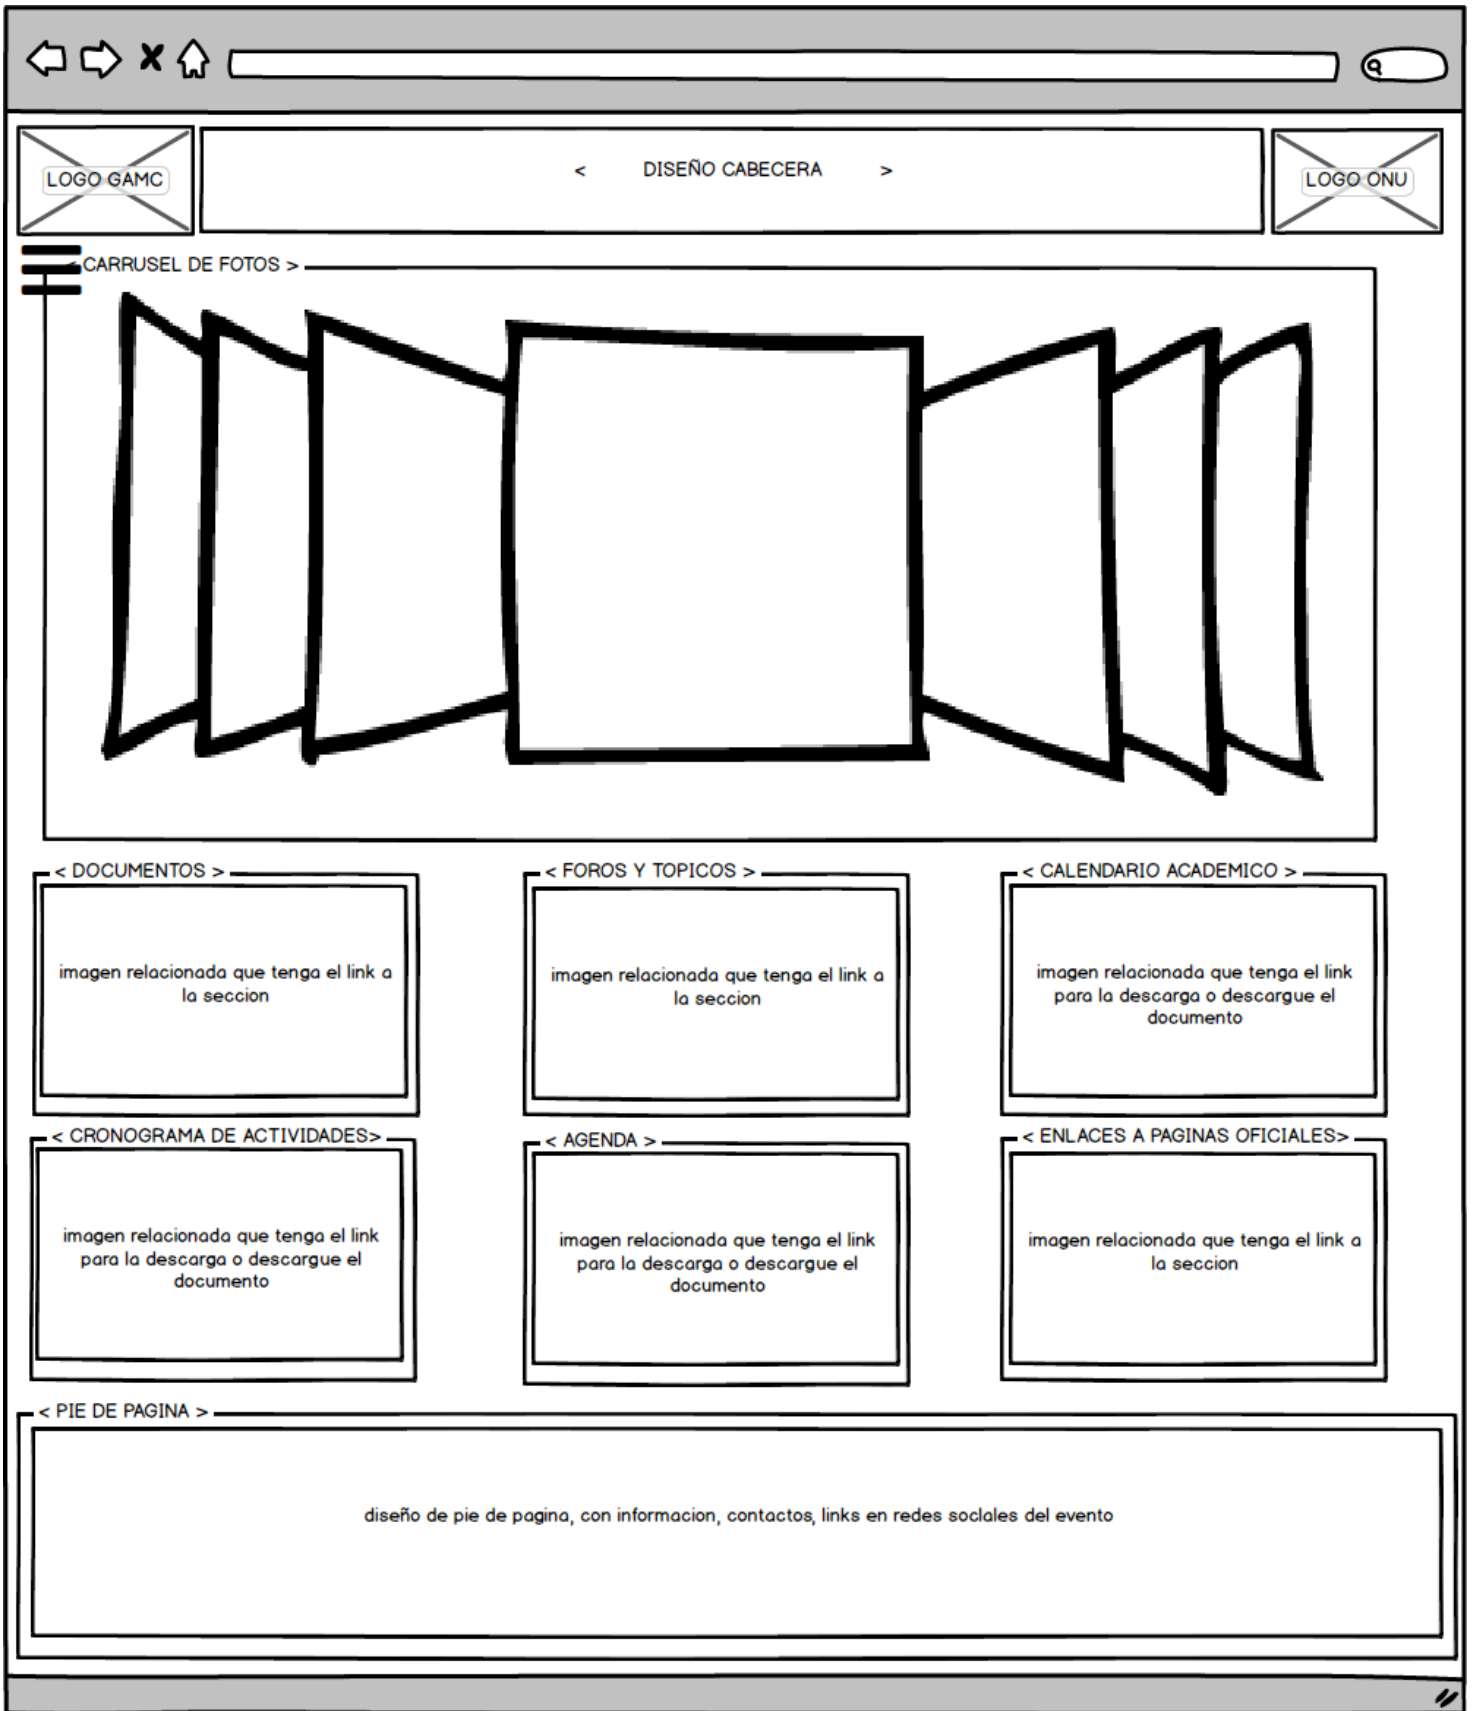 LOGO GAMC
< DISEÑO CABECERA >
LOGO ONU
< CARRUSEL DE FOTOS >
< DOCUMENTOS >
imagen relacionada que tenga el link a
la seccion
< FOROS Y TOPICOS >
imagen relacionada que tenga el link a
la seccion
< CALENDARIO ACADEMICO >
imagen relacionada que tenga el link
para la descarga o descargue el
documento
< CRONOGRAMA DE ACTIVIDADES>
imagen relacionada que tenga el link
para la descarga o descargue el
documento
< AGENDA >
imagen relacionada que tenga el link
para la descarga o descargue el
documento
< ENLACES A PAGINAS OFICIALES>
imagen relacionada que tenga el link a
la seccion
< PIE DE PAGINA >
diseño de pie de pagina, con informacion, contactos, links en redes soclales del evento